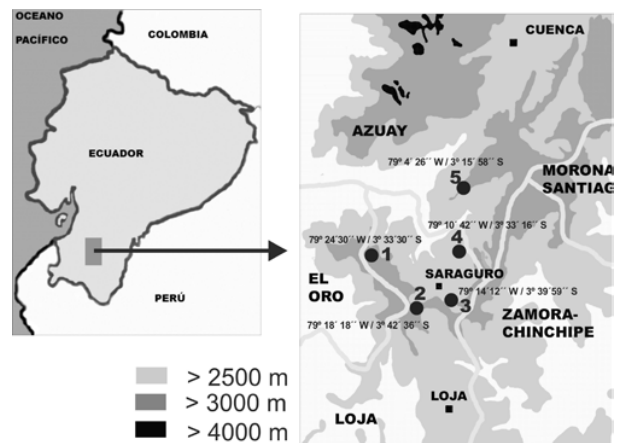 OCEANO
PACÍFICO
COLOMBIA
ECUADOR
PERÚ
> 2500 m
> 3000 m
> 4000 m
CUENCA
AZUAY
79º 4´ 26´´ W / 3º 15´ 58´´ S
5
MORONA
SANTIAG
79º 10´ 42´´ W / 3º 33´ 16´´ S
4
79º 24´30´´ W / 3º 33´30´´ S
1
EL
ORO
SARAGURO
79º 14´12´´ W / 3º 39´59´´ S
2
3
79º 18´ 18´´ W / 3º 42´ 36´´ S
ZAMORA-
CHINCHIPE
LOJA
LOJA